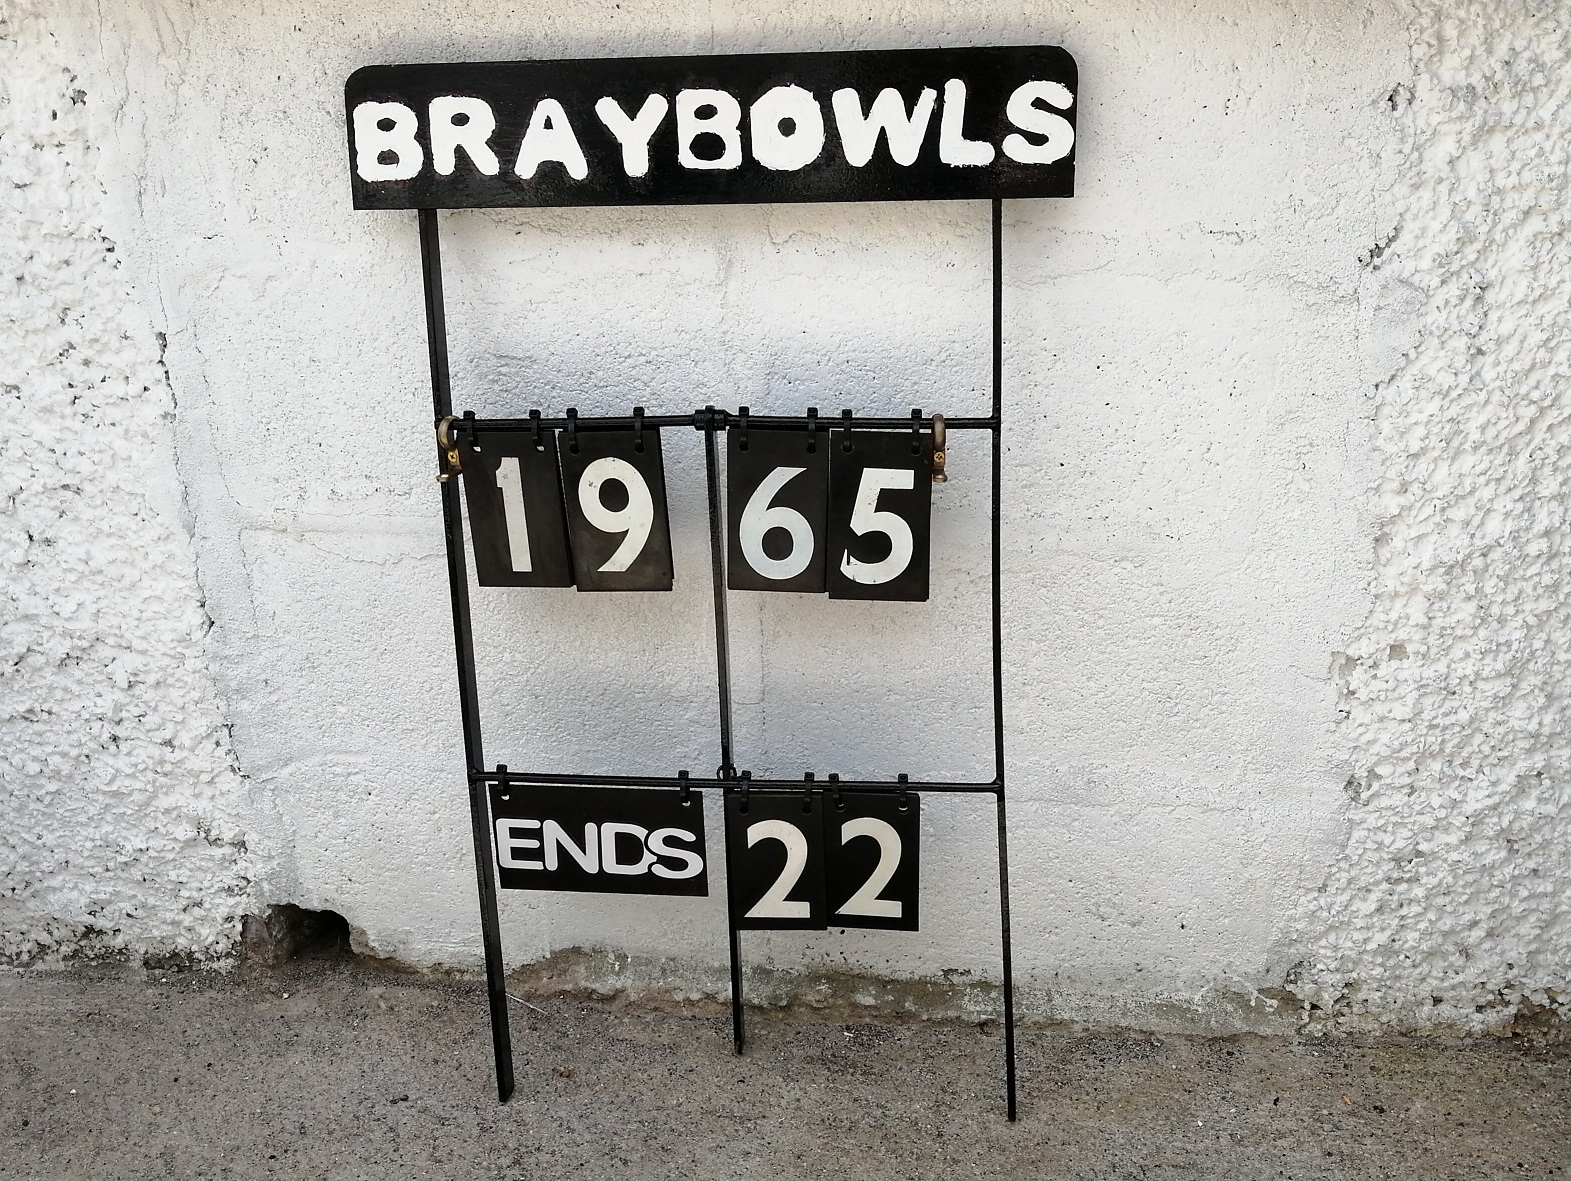 BRAYBOWLS
19 65
ENDS 22